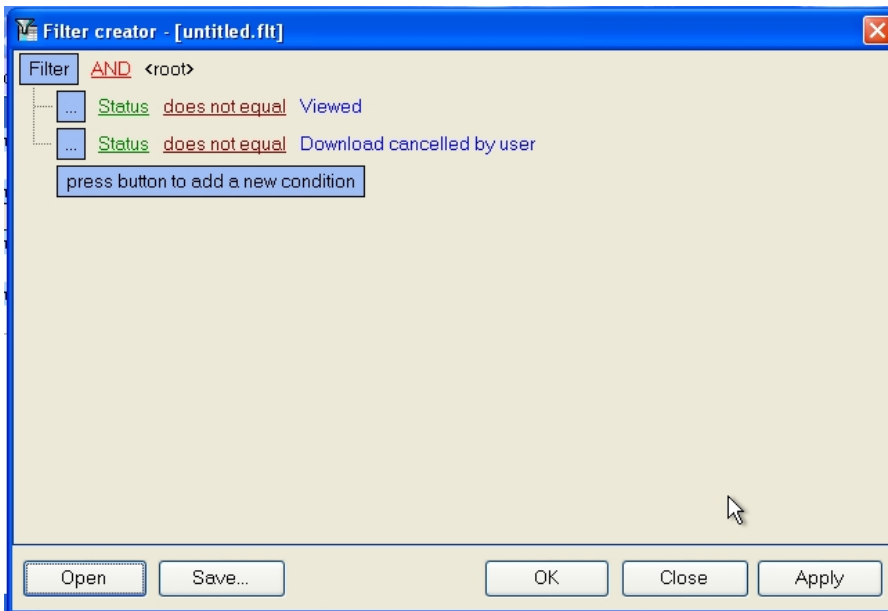 Filter creator - [untitled.flt]
Filter AND <root>
... Status does not equal Viewed
... Status does not equal Download cancelled by user
press button to add a new condition
Open Save... OK Close Apply